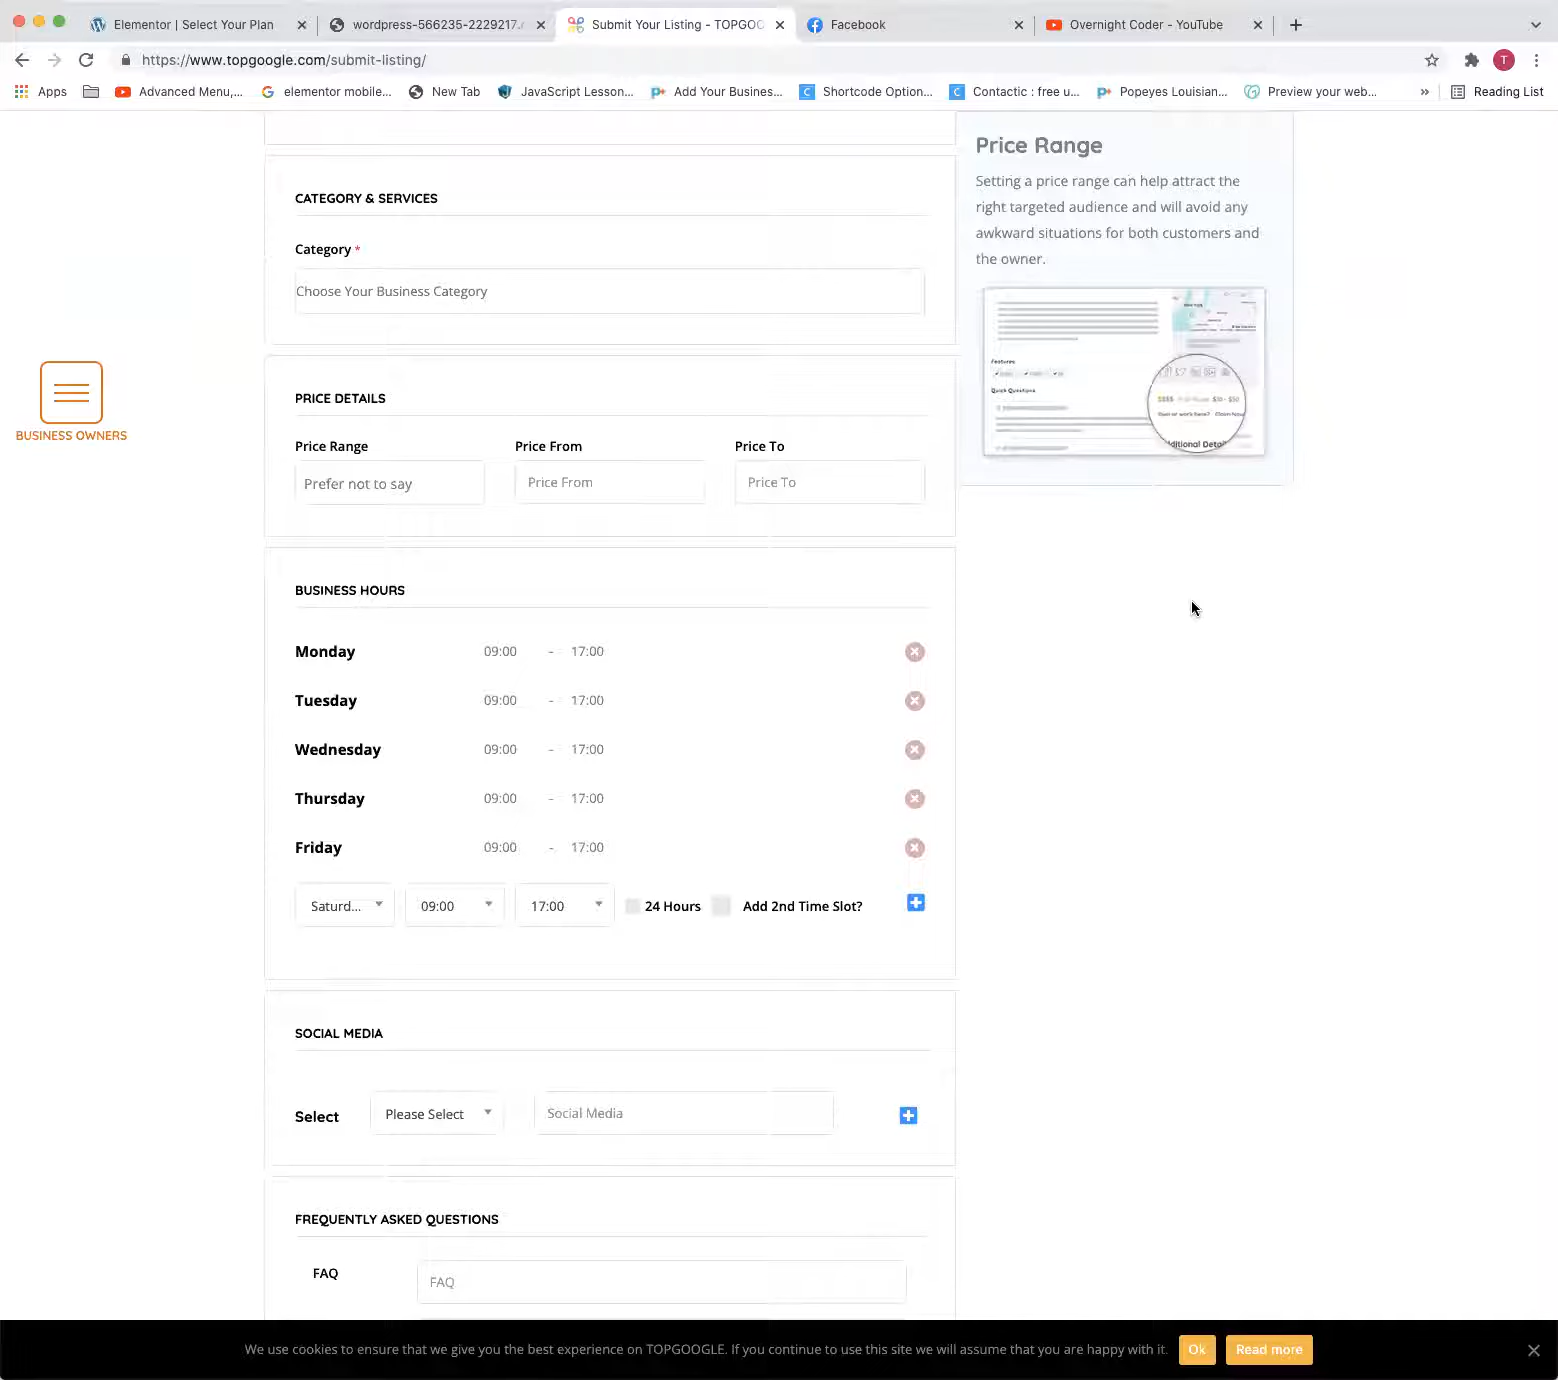 Elementor | Select Your Plan
wordpress-566235-2229217.
Submit Your Listing - TOPGOO
Facebook
Overnight Coder - YouTube
https://www.topgoogle.com/submit-listing/
T
Apps
Advanced Menu,...
elementor mobile...
New Tab
JavaScript Lesson...
Add Your Busines...
Shortcode Option...
Contactic : free u...
Popeyes Louisian...
Preview your web...
»
Reading List
Price Range
Setting a price range can help attract the
right targeted audience and will avoid any
awkward situations for both customers and
the owner.
Features
Quick Questions
$$$$
$10 - $50
Claim Now
ditional Detai
CATEGORY & SERVICES
Category *
Choose Your Business Category
BUSINESS OWNERS
PRICE DETAILS
Price Range Price From Price To
Prefer not to say Price From Price To
BUSINESS HOURS
Monday 09:00 - 17:00
Tuesday 09:00 - 17:00
Wednesday 09:00 - 17:00
Thursday 09:00 - 17:00
Friday 09:00 - 17:00
Saturd... 09:00 17:00 24 Hours Add 2nd Time Slot?
SOCIAL MEDIA
Select Please Select Social Media
FREQUENTLY ASKED QUESTIONS
FAQ FAQ
We use cookies to ensure that we give you the best experience on TOPGOOGLE. If you continue to use this site we will assume that you are happy with it. Ok Read more